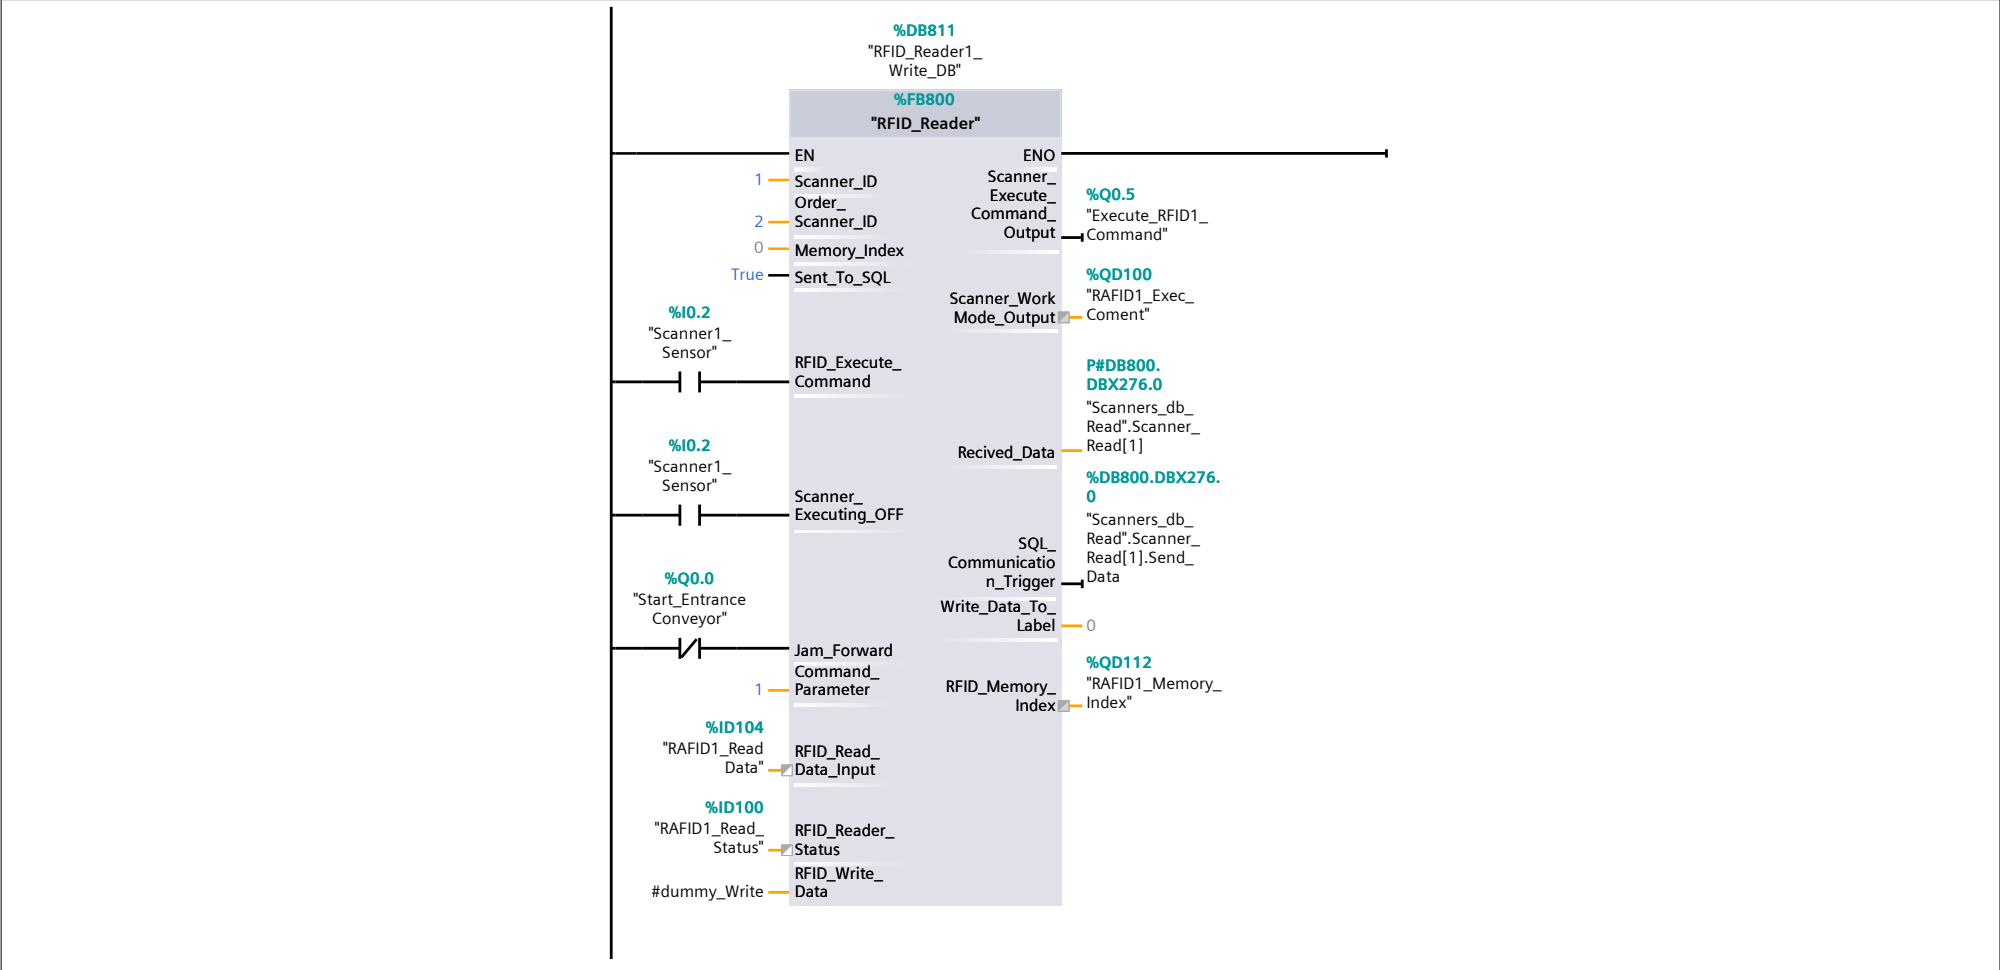 %DB811
"RFID_Reader1_
Write_DB"
%FB800
"RFID_Reader"
EN
ENO
1
Scanner_ID
Order_
2
Scanner_ID
0
Memory_Index
True
Sent_To_SQL
%I0.2
"Scanner1_
Sensor"
RFID_Execute_
Command
%I0.2
"Scanner1_
Sensor"
Scanner_
Executing_OFF
%Q0.0
"Start_Entrance
Conveyor"
Jam_Forward
Command_
1
Parameter
%ID104
"RAFID1_Read
Data"
RFID_Read_
Data_Input
%ID100
"RAFID1_Read_
Status"
RFID_Reader_
Status
RFID_Write_
#dummy_Write
Data
Scanner_
Execute_
Command_
Output
%Q0.5
"Execute_RFID1_
Command"
Scanner_Work
Mode_Output
%QD100
"RAFID1_Exec_
Coment"
Recived_Data
P#DB800.
DBX276.0
"Scanners_db_
Read".Scanner_
Read[1]
SQL_
Communicatio
n_Trigger
%DB800.DBX276.
0
"Scanners_db_
Read".Scanner_
Read[1].Send_
Data
Write_Data_To_
Label
0
RFID_Memory_
Index
%QD112
"RAFID1_Memory_
Index"